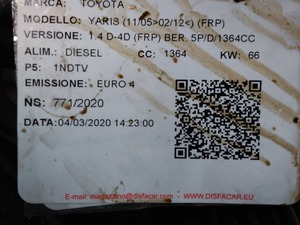 MARCA: TOYOTA
MODELLO: YARIS (11/05>02/12<) (FRP)
VERSIONE: 1.4 D-4D (FRP) BER. 5P/D/1364CC
ALIM.: DIESEL CC: 1364 KW: 66
P5: 1NDTV
EMISSIONE: EURO 4
NS: 771/2020
DATA:04/03/2020 14:23:00
E-mail: magazzino@disfacar.eu WWW.DISFACAR.EU